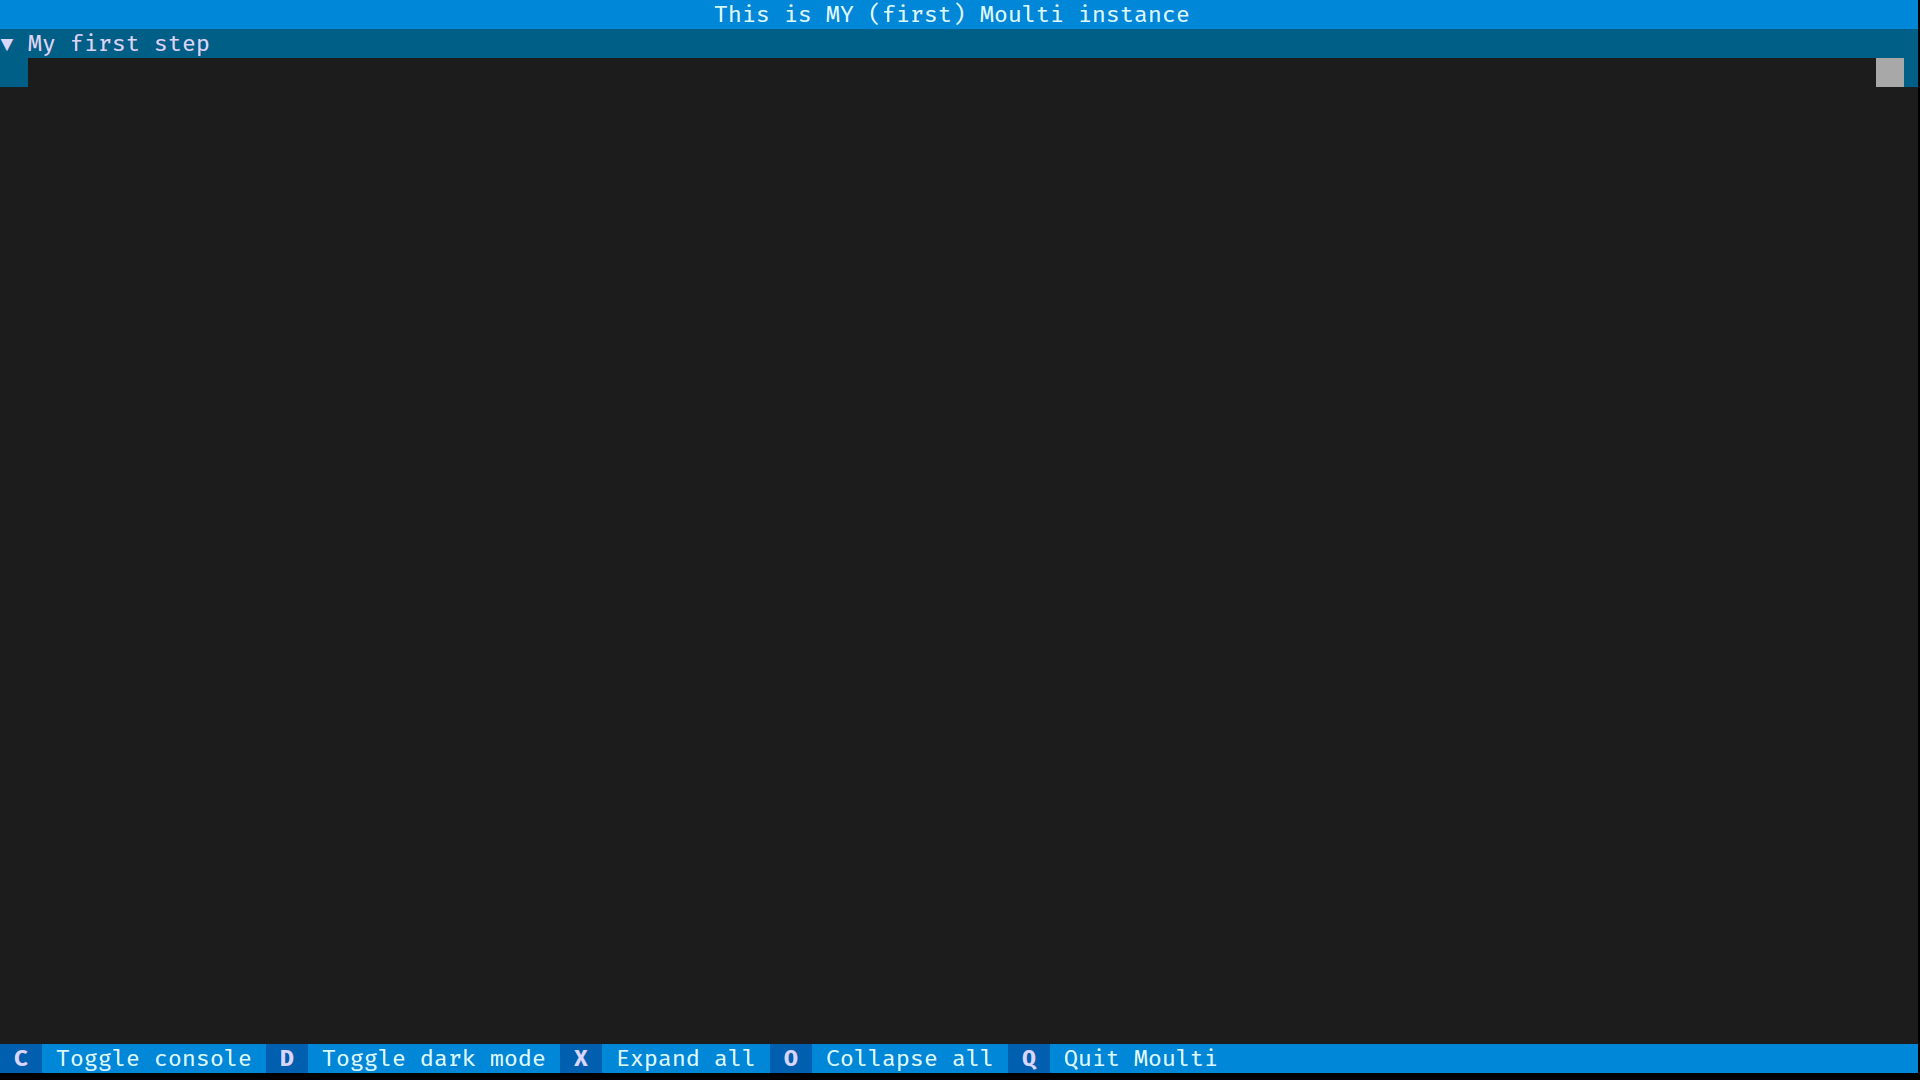 This is MY (first) Moulti instance
▼ My first step
C Toggle console D Toggle dark mode X Expand all O Collapse all Q Quit Moulti